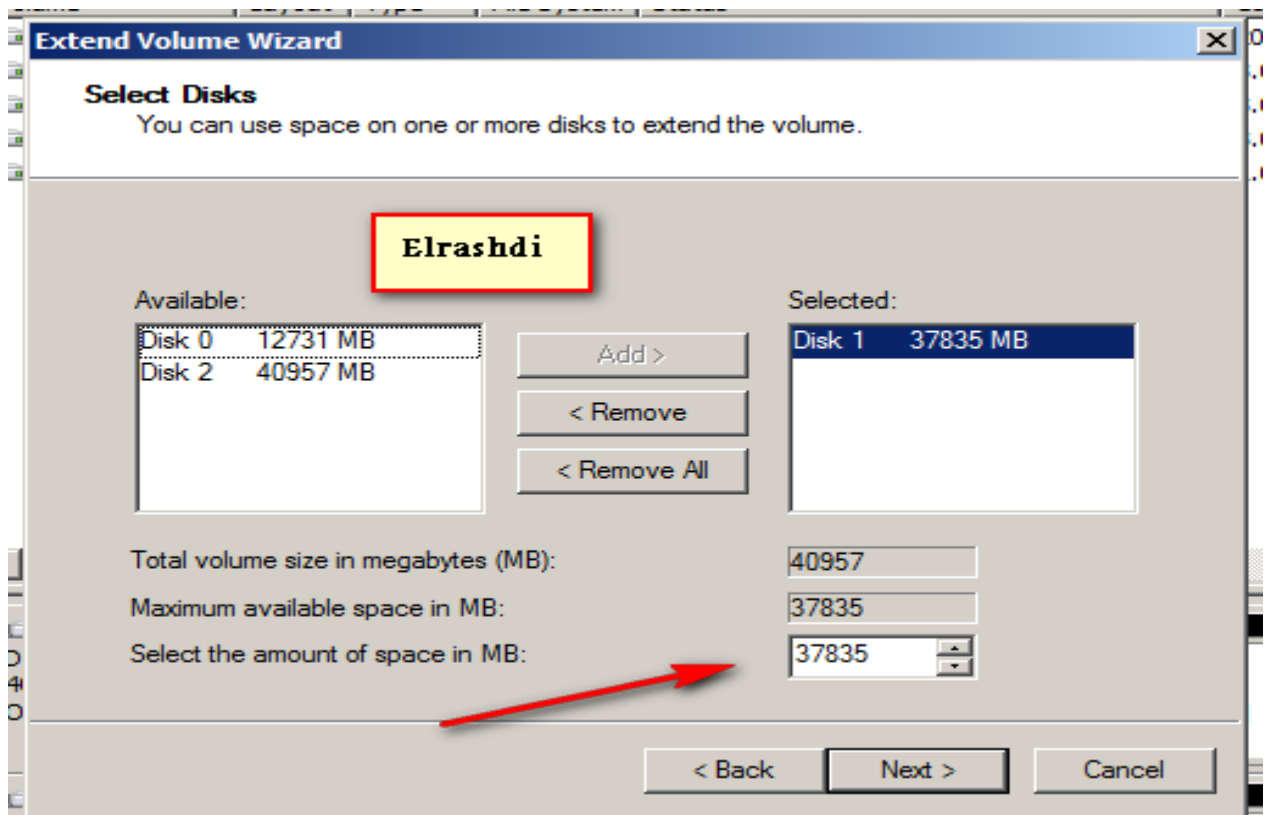 Extend Volume Wizard
Select Disks
You can use space on one or more disks to extend the volume.
Elrashdi
Available:
Selected:
Disk 0 12731 MB
Disk 2 40957 MB
Add >
< Remove
< Remove All
Disk 1 37835 MB
Total volume size in megabytes (MB): 40957
Maximum available space in MB: 37835
Select the amount of space in MB: 37835
< Back
Next >
Cancel